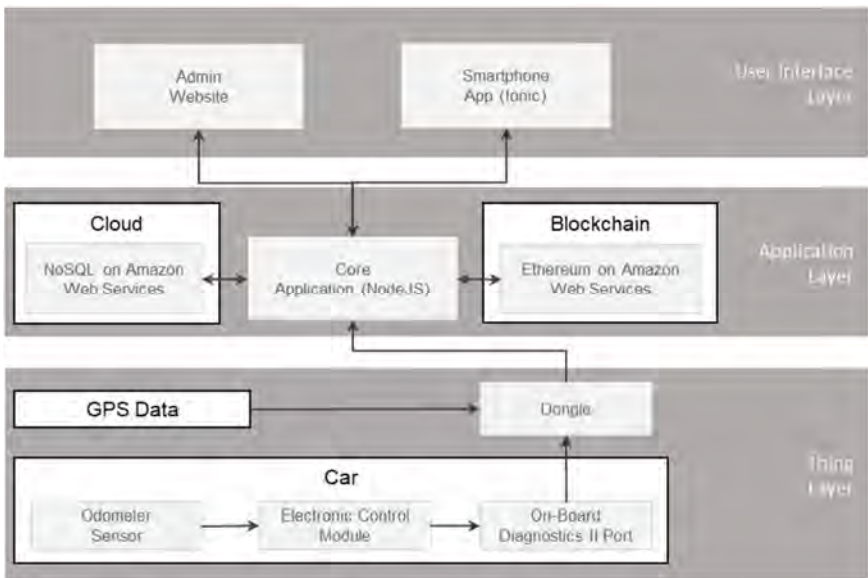 Admin
Website
Smartphone
App (Ionic)
User Interface
Layer
Cloud
NoSQL on Amazon
Web Services
Core
Application (NodeJS)
Blockchain
Ethereum on Amazon
Web Services
Application
Layer
GPS Data
Dongle
Thing
Layer
Car
Odometer
Sensor
Electronic Control
Module
On-Board
Diagnostics II Port